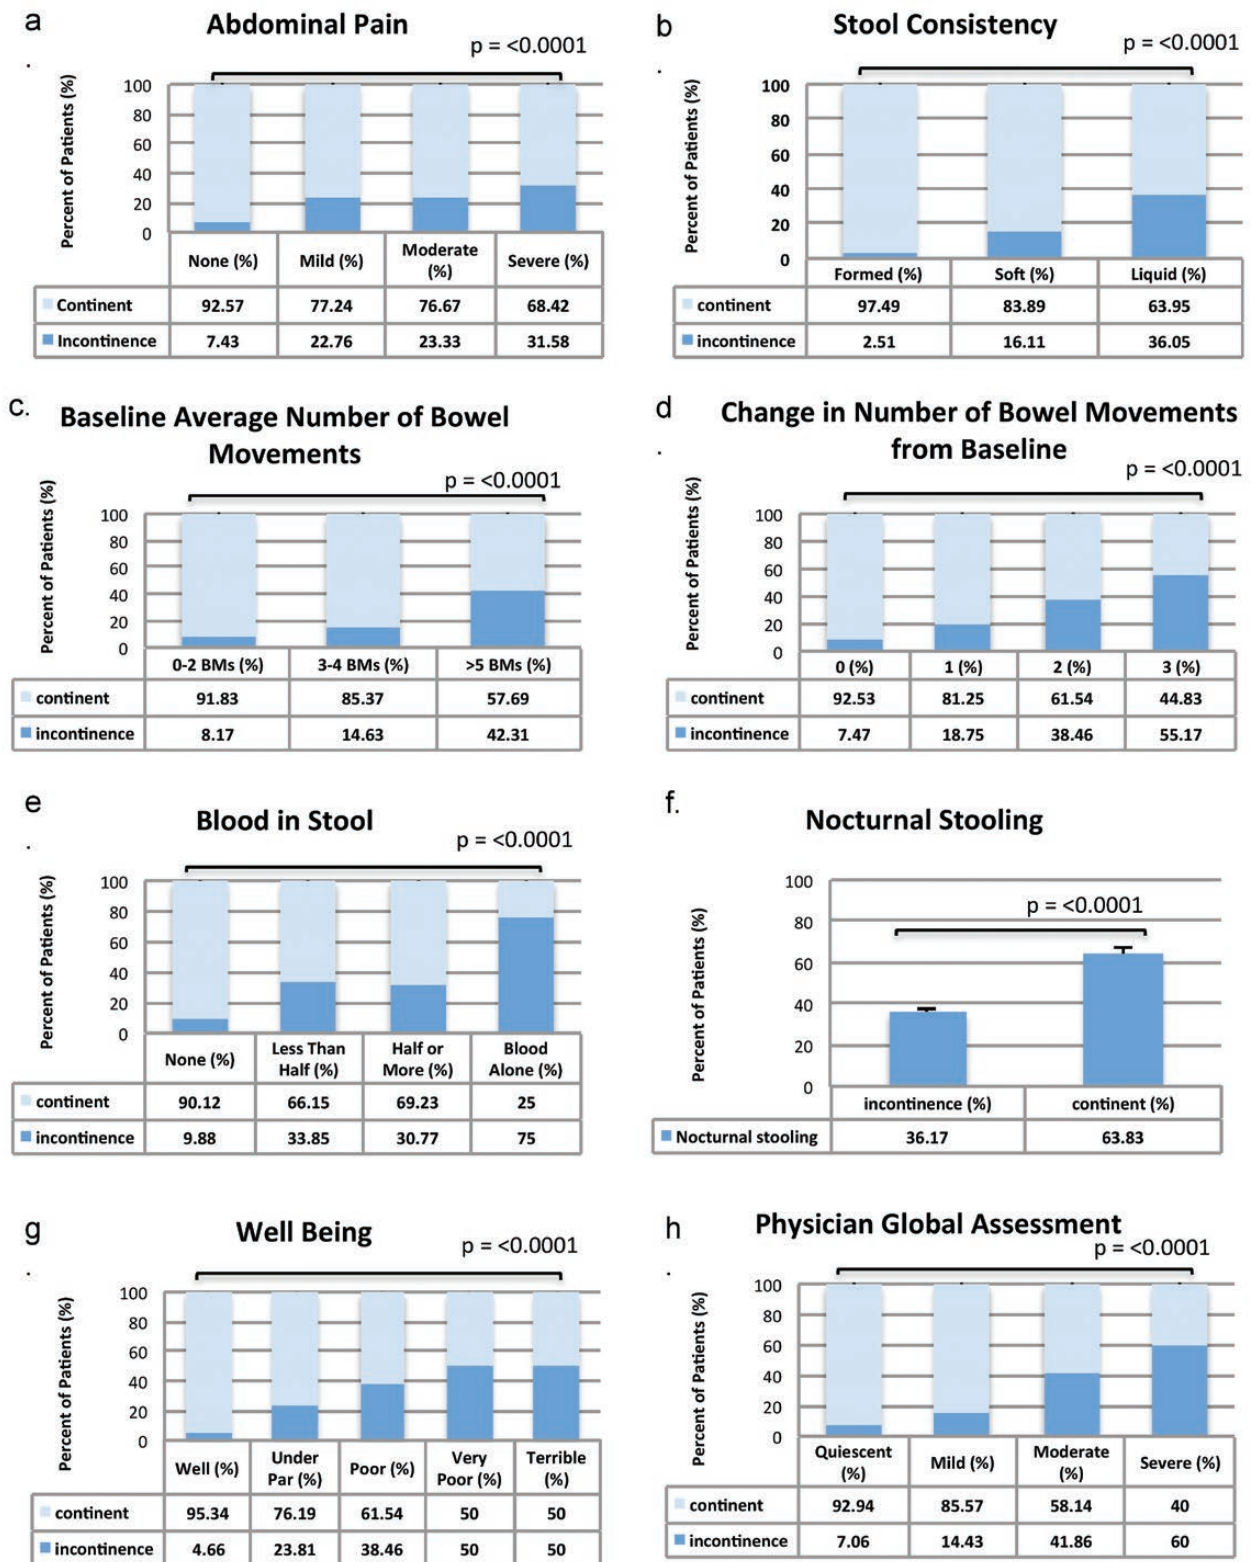 a
Abdominal Pain
p = <0.0001
.
Percent of Patients (%)
100
80
60
40
20
0
None (%) Mild (%) Moderate (%) Severe (%)
Continent 92.57 77.24 76.67 68.42
Incontinence 7.43 22.76 23.33 31.58
b
Stool Consistency
p = <0.0001
.
Percent of Patients (%)
100
80
60
40
20
0
Formed (%) Soft (%) Liquid (%)
continent 97.49 83.89 63.95
incontinence 2.51 16.11 36.05
c.
Baseline Average Number of Bowel
Movements
p = <0.0001
Percent of Patients (%)
100
80
60
40
20
0
0-2 BMs (%) 3-4 BMs (%) >5 BMs (%)
continent 91.83 85.37 57.69
incontinence 8.17 14.63 42.31
d
Change in Number of Bowel Movements
from Baseline
.
p = <0.0001
Percent of Patients (%)
100
80
60
40
20
0
0 (%) 1 (%) 2 (%) 3 (%)
continent 92.53 81.25 61.54 44.83
incontinence 7.47 18.75 38.46 55.17
e
Blood in Stool
p = <0.0001
.
Percent of Patients (%)
100
80
60
40
20
0
None (%) Less Than Half (%) Half or More (%) Blood Alone (%)
continent 90.12 66.15 69.23 25
incontinence 9.88 33.85 30.77 75
f.
Nocturnal Stooling
p = <0.0001
Percent of Patients (%)
100
80
60
40
20
0
incontinence (%) continent (%)
Nocturnal stooling 36.17 63.83
g
Well Being
p = <0.0001
.
Percent of Patients (%)
100
80
60
40
20
0
Well (%) Under Par (%) Poor (%) Very Poor (%) Terrible (%)
continent 95.34 76.19 61.54 50 50
incontinence 4.66 23.81 38.46 50 50
h
Physician Global Assessment
p = <0.0001
.
Percent of Patients (%)
100
80
60
40
20
0
Quiescent (%) Mild (%) Moderate (%) Severe (%)
continent 92.94 85.57 58.14 40
incontinence 7.06 14.43 41.86 60